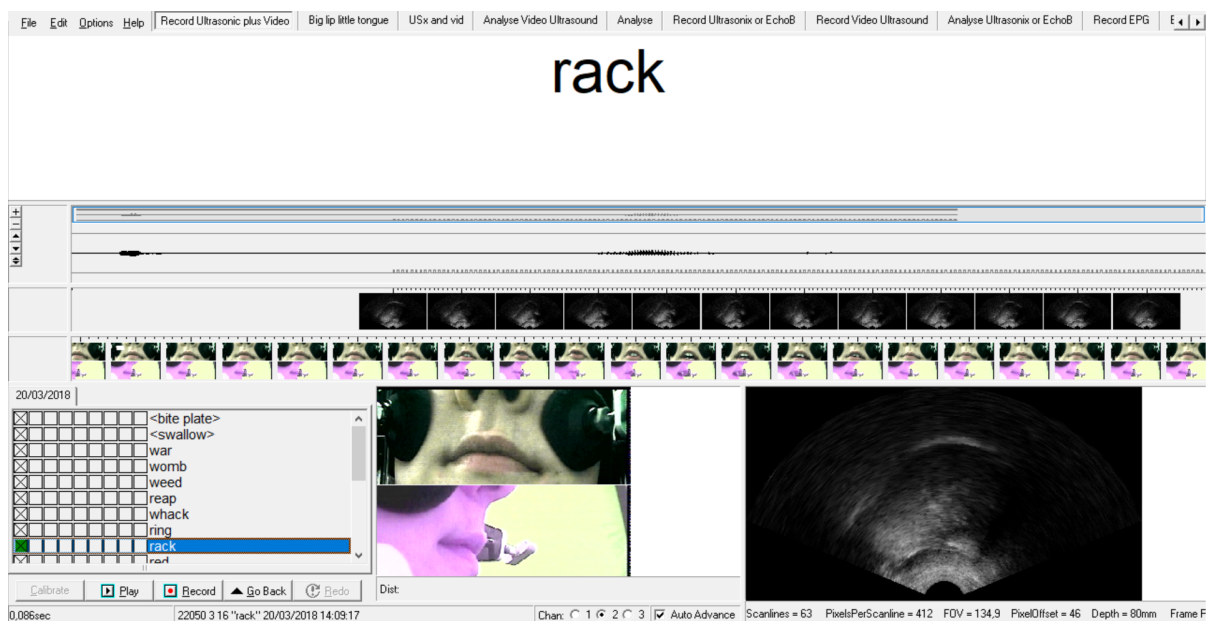 File Edit Options Help Record Ultrasonic plus Video Big lip little tongue USx and vid Analyse Video Ultrasound Analyse Record Ultrasonix or EchoB Record Video Ultrasound Analyse Ultrasonix or EchoB Record EPG
rack
20/03/2018
<bite plate>
<swallow>
war
womb
weed
reap
whack
ring
rack
red
Calibrate Play Record Go Back Redo Dist:
0,086sec 22050 3 16 "rack" 20/03/2018 14:09:17 Chan: 1 2 3 Auto Advance Scanlines = 63 PixelsPerScanline = 412 FOV = 134,9 PixelOffset = 46 Depth = 80mm Frame F